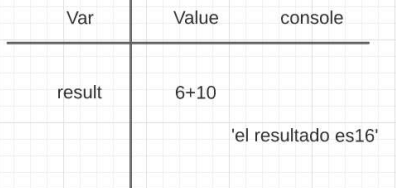 Var Value console
result 6+10
'el resultado es16'